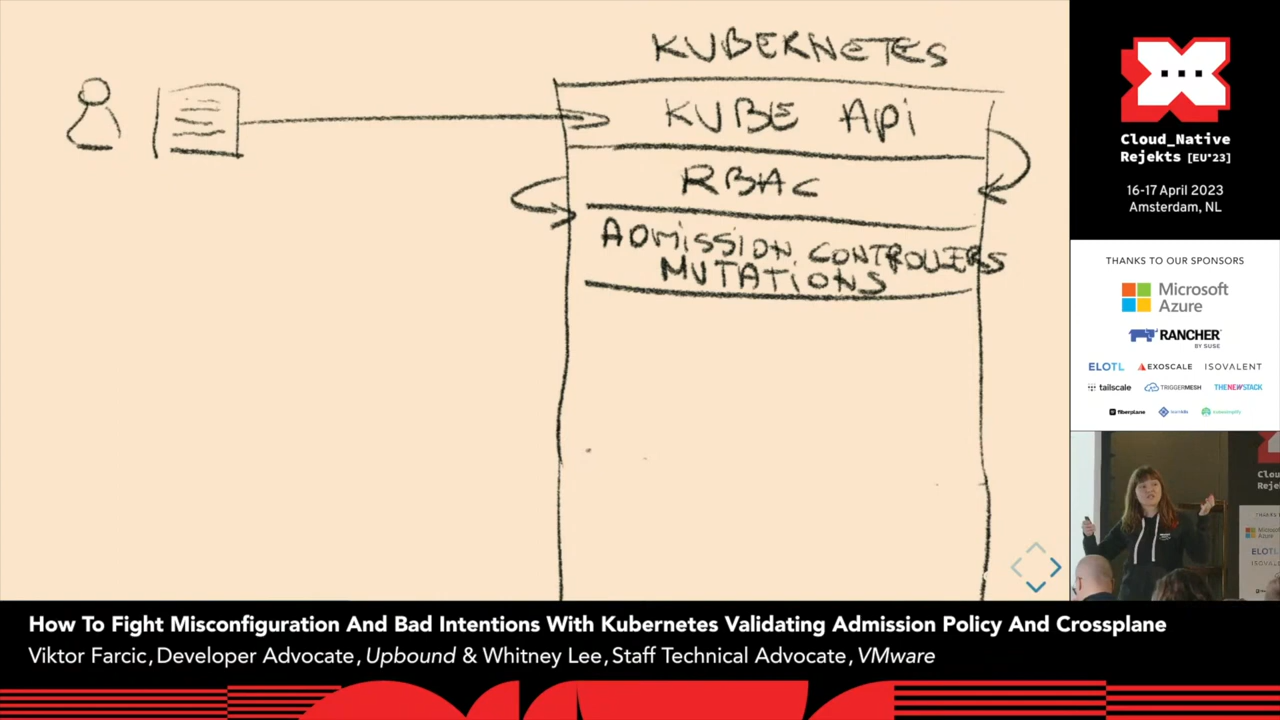 KUBERNETES
KUBE Api
RBAC
ADMISSION CONTROLLERS
MUTATIONS
Cloud_Native
Rejekts [EU'23]
16-17 April 2023
Amsterdam, NL
THANKS TO OUR SPONSORS
Microsoft
Azure
RANCHER
BY SUSE
ELOTL EXOSCALE ISOVALENT
tailscale TRIGGERMESH THENEWSTACK
fiberplane
How To Fight Misconfiguration And Bad Intentions With Kubernetes Validating Admission Policy And Crossplane
Viktor Farcic, Developer Advocate, Upbound & Whitney Lee, Staff Technical Advocate, VMware